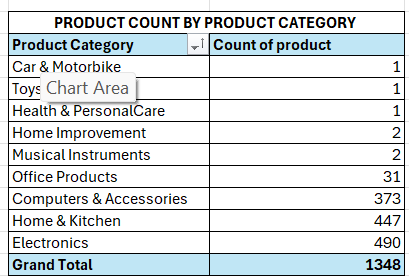 PRODUCT COUNT BY PRODUCT CATEGORY
Product Category Count of product
Car & Motorbike 1
Toys 1
Chart Area
Health & PersonalCare 1
Home Improvement 2
Musical Instruments 2
Office Products 31
Computers & Accessories 373
Home & Kitchen 447
Electronics 490
Grand Total 1348